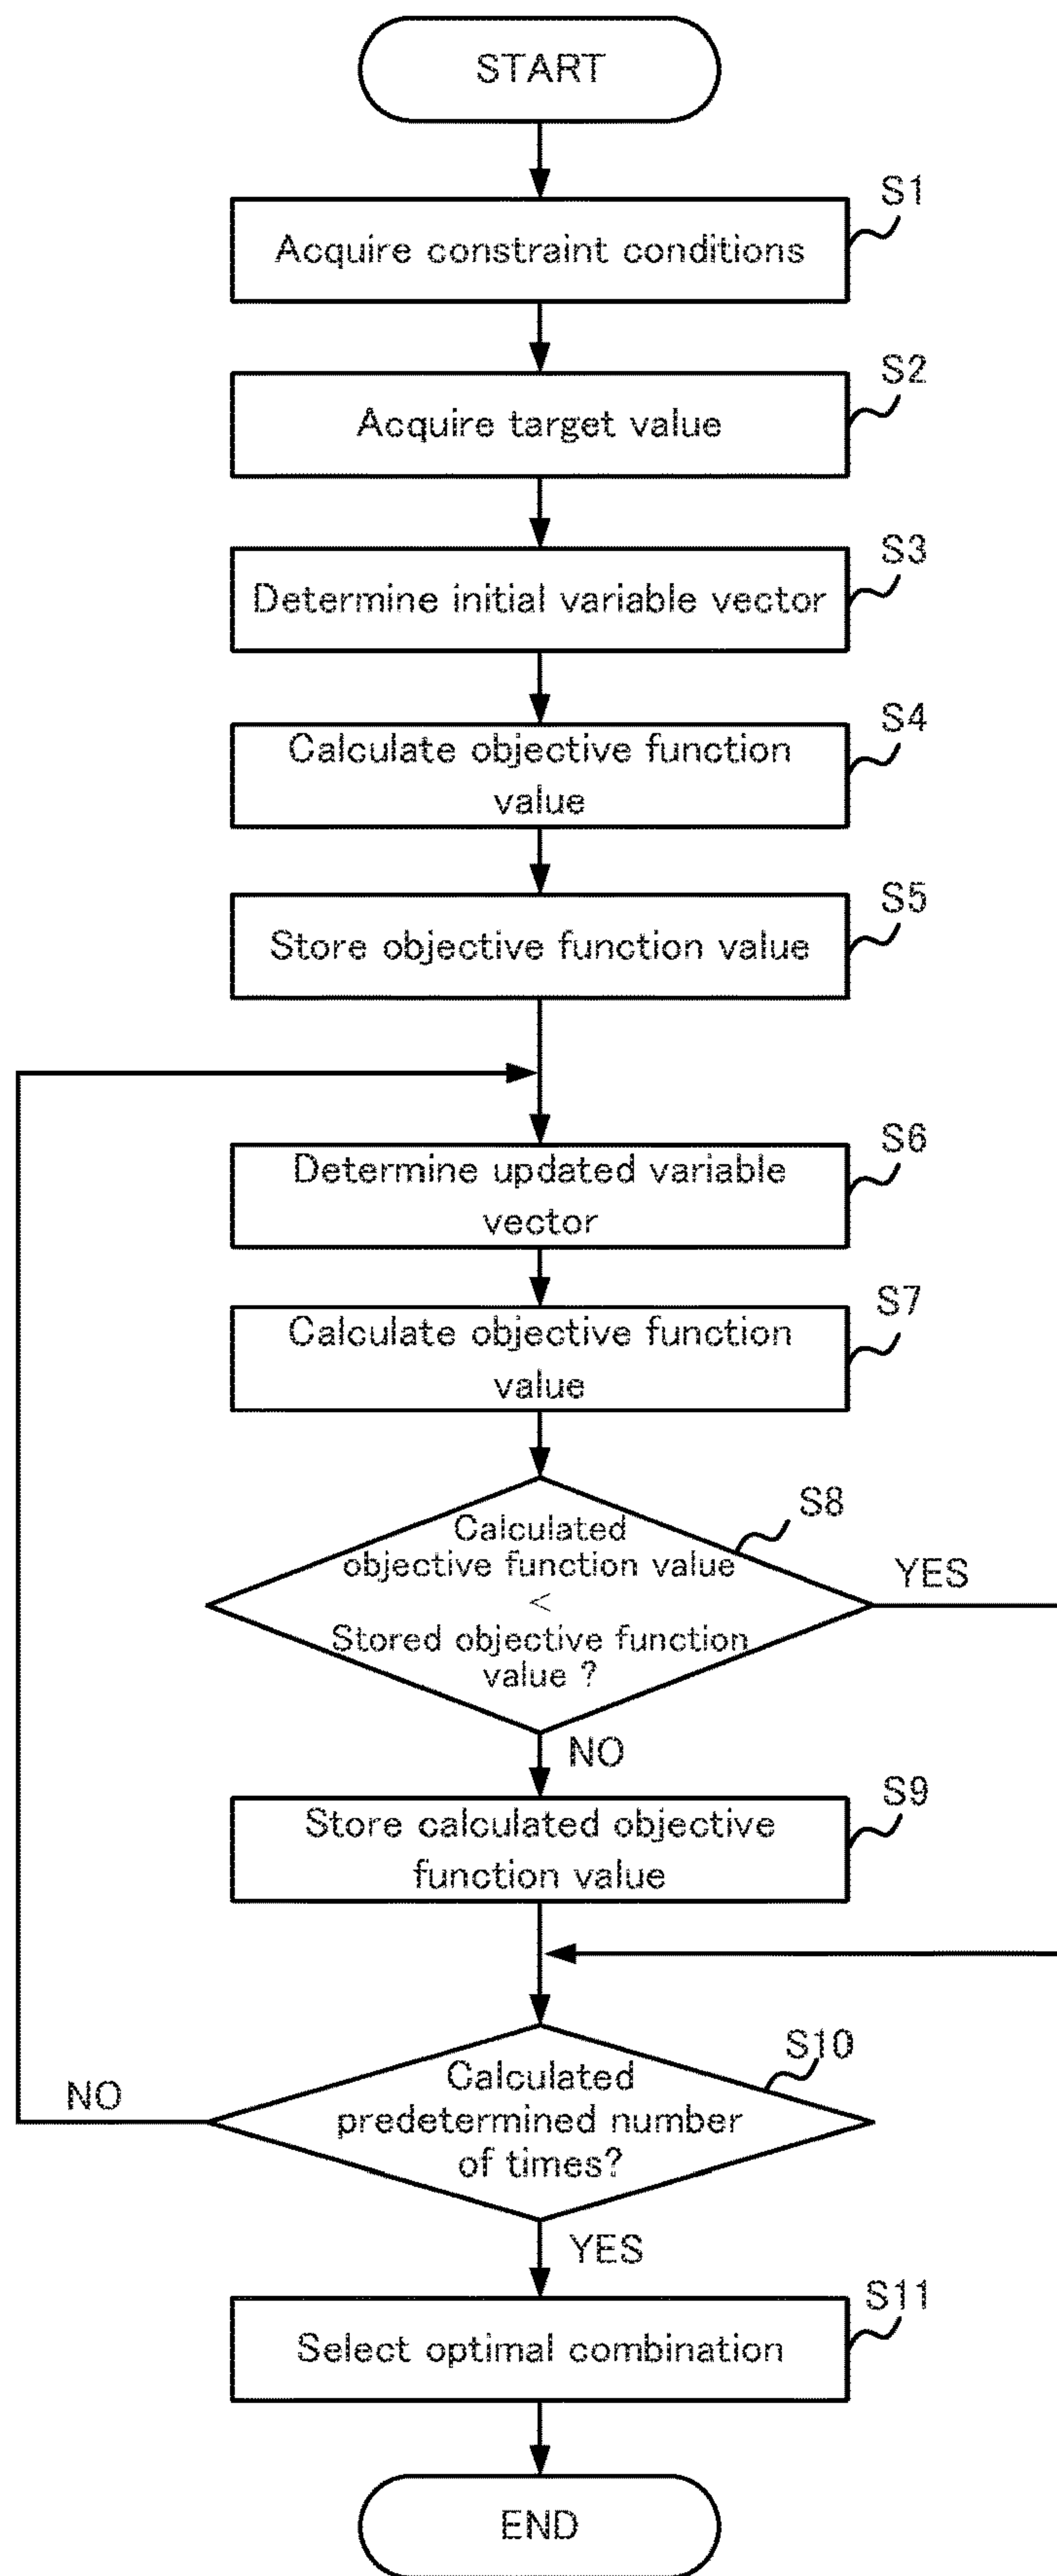 START
S1
Acquire constraint conditions
S2
Acquire target value
S3
Determine initial variable vector
S4
Calculate objective function
value
S5
Store objective function value
S6
Determine updated variable
vector
S7
Calculate objective function
value
S8
Calculated
objective function value
<
Stored objective function
value ?
YES
NO
S9
Store calculated objective
function value
S10
Calculated
predetermined number
of times?
NO
YES
S11
Select optimal combination
END